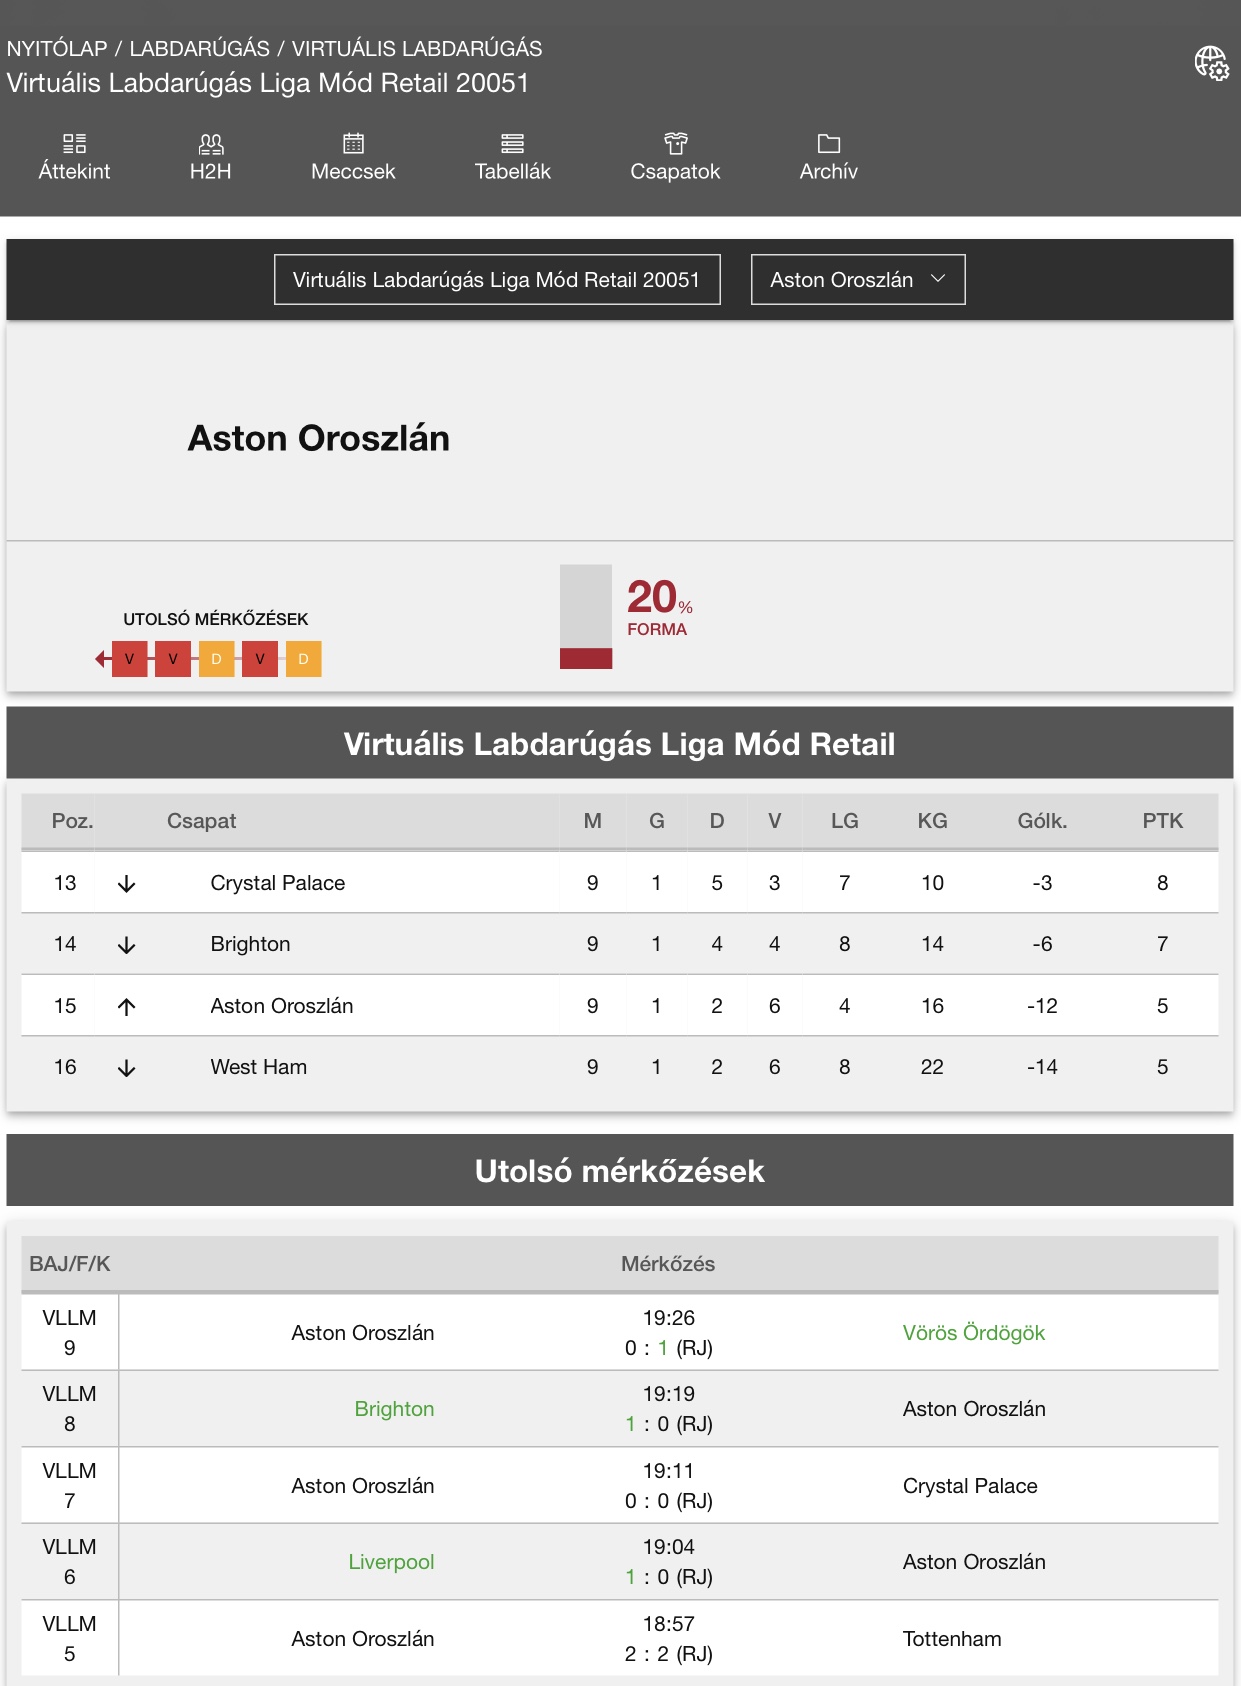 NYITÓLAP / LABDARÚGÁS / VIRTUÁLIS LABDARÚGÁS
Virtuális Labdarúgás Liga Mód Retail 20051
Áttekint H2H Meccsek Tabellák Csapatok Archív
Virtuális Labdarúgás Liga Mód Retail 20051 Aston Oroszlán
Aston Oroszlán
UTOLSÓ MÉRKŐZÉSEK
V V D V D
20%
FORMA
Virtuális Labdarúgás Liga Mód Retail
Poz. Csapat M G D V LG KG Gólk. PTK
13 Crystal Palace 9 1 5 3 7 10 -3 8
14 Brighton 9 1 4 4 8 14 -6 7
15 Aston Oroszlán 9 1 2 6 4 16 -12 5
16 West Ham 9 1 2 6 8 22 -14 5
Utolsó mérkőzések
BAJ/F/K Mérkőzés
VLLM 9 Aston Oroszlán 19:26 0 : 1 (RJ) Vörös Ördögök
VLLM 8 Brighton 19:19 1 : 0 (RJ) Aston Oroszlán
VLLM 7 Aston Oroszlán 19:11 0 : 0 (RJ) Crystal Palace
VLLM 6 Liverpool 19:04 1 : 0 (RJ) Aston Oroszlán
VLLM 5 Aston Oroszlán 18:57 2 : 2 (RJ) Tottenham